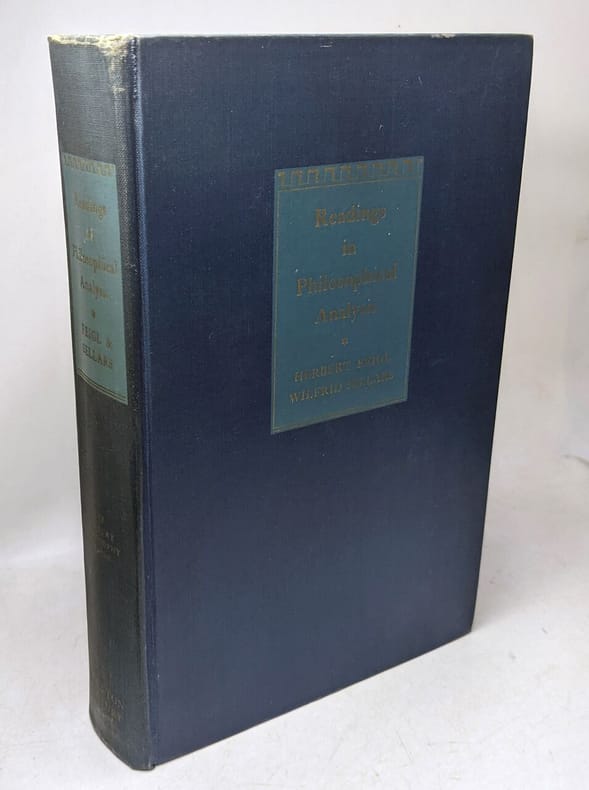 Readings
in
Philosophical
Analysis
HERBERT FEIGL
WILFRID SELLARS
Readings
in
Philosophical
Analysis
FEIGL &
SELLARS